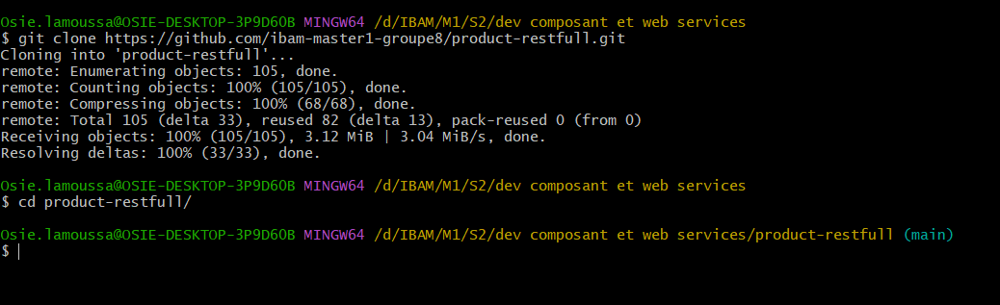 Osie.lamoussa@OSIE-DESKTOP-3P9D6OB MINGW64 /d/IBAM/M1/S2/dev composant et web services
$ git clone https://github.com/ibam-master1-groupe8/product-restfull.git
Cloning into 'product-restfull'...
remote: Enumerating objects: 105, done.
remote: Counting objects: 100% (105/105), done.
remote: Compressing objects: 100% (68/68), done.
remote: Total 105 (delta 33), reused 82 (delta 13), pack-reused 0 (from 0)
Receiving objects: 100% (105/105), 3.12 MiB | 3.04 MiB/s, done.
Resolving deltas: 100% (33/33), done.
Osie.lamoussa@OSIE-DESKTOP-3P9D6OB MINGW64 /d/IBAM/M1/S2/dev composant et web services
$ cd product-restfull/
Osie.lamoussa@OSIE-DESKTOP-3P9D6OB MINGW64 /d/IBAM/M1/S2/dev composant et web services/product-restfull (main)
$